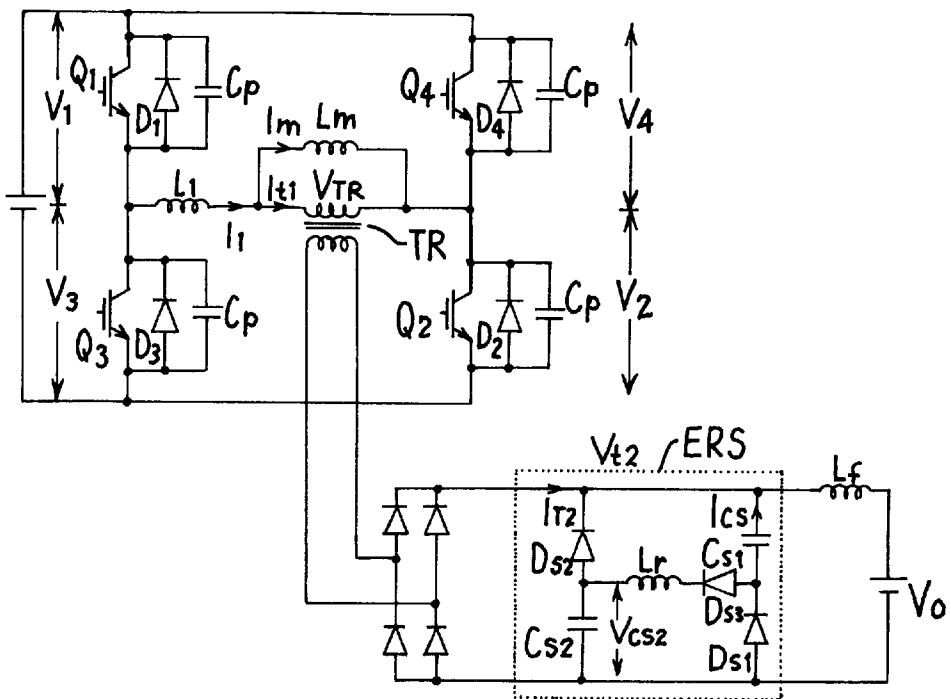 Q1
D1
Cp
V1
Q4
D4
Cp
V4
Im
Lm
L1
It1
VTR
I1
TR
V3
Q3
D3
Cp
Q2
D2
Cp
V2
Vt2
ERS
Lf
IT2
Ics
Ds2
Lr
Cs1
Ds3
Vo
Cs2
Vcs2
Ds1